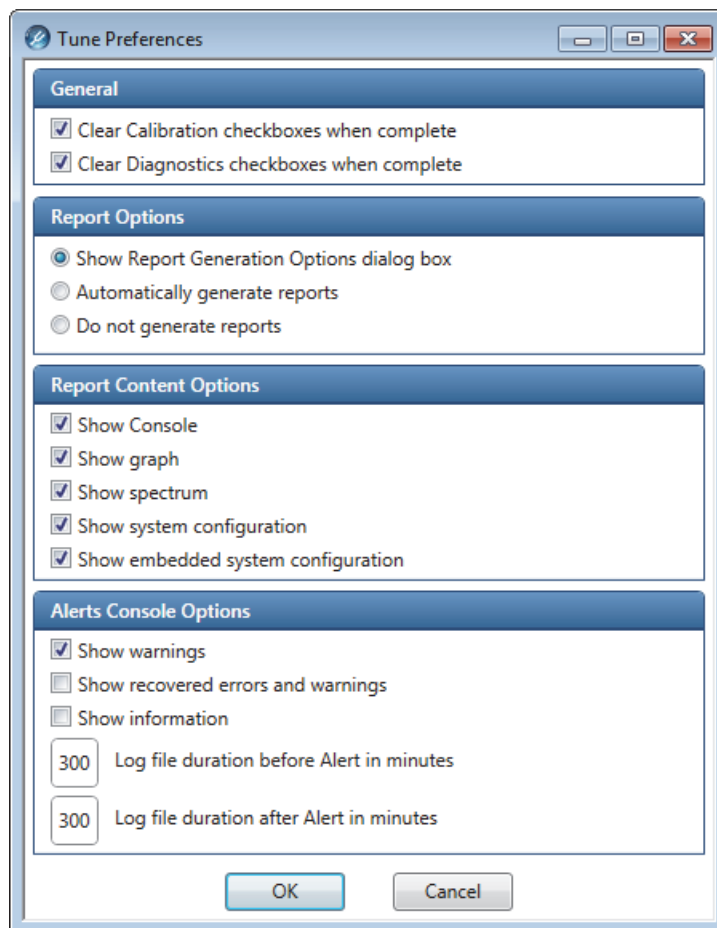 Tune Preferences
General
Clear Calibration checkboxes when complete
Clear Diagnostics checkboxes when complete
Report Options
Show Report Generation Options dialog box
Automatically generate reports
Do not generate reports
Report Content Options
Show Console
Show graph
Show spectrum
Show system configuration
Show embedded system configuration
Alerts Console Options
Show warnings
Show recovered errors and warnings
Show information
300 Log file duration before Alert in minutes
300 Log file duration after Alert in minutes
OK Cancel